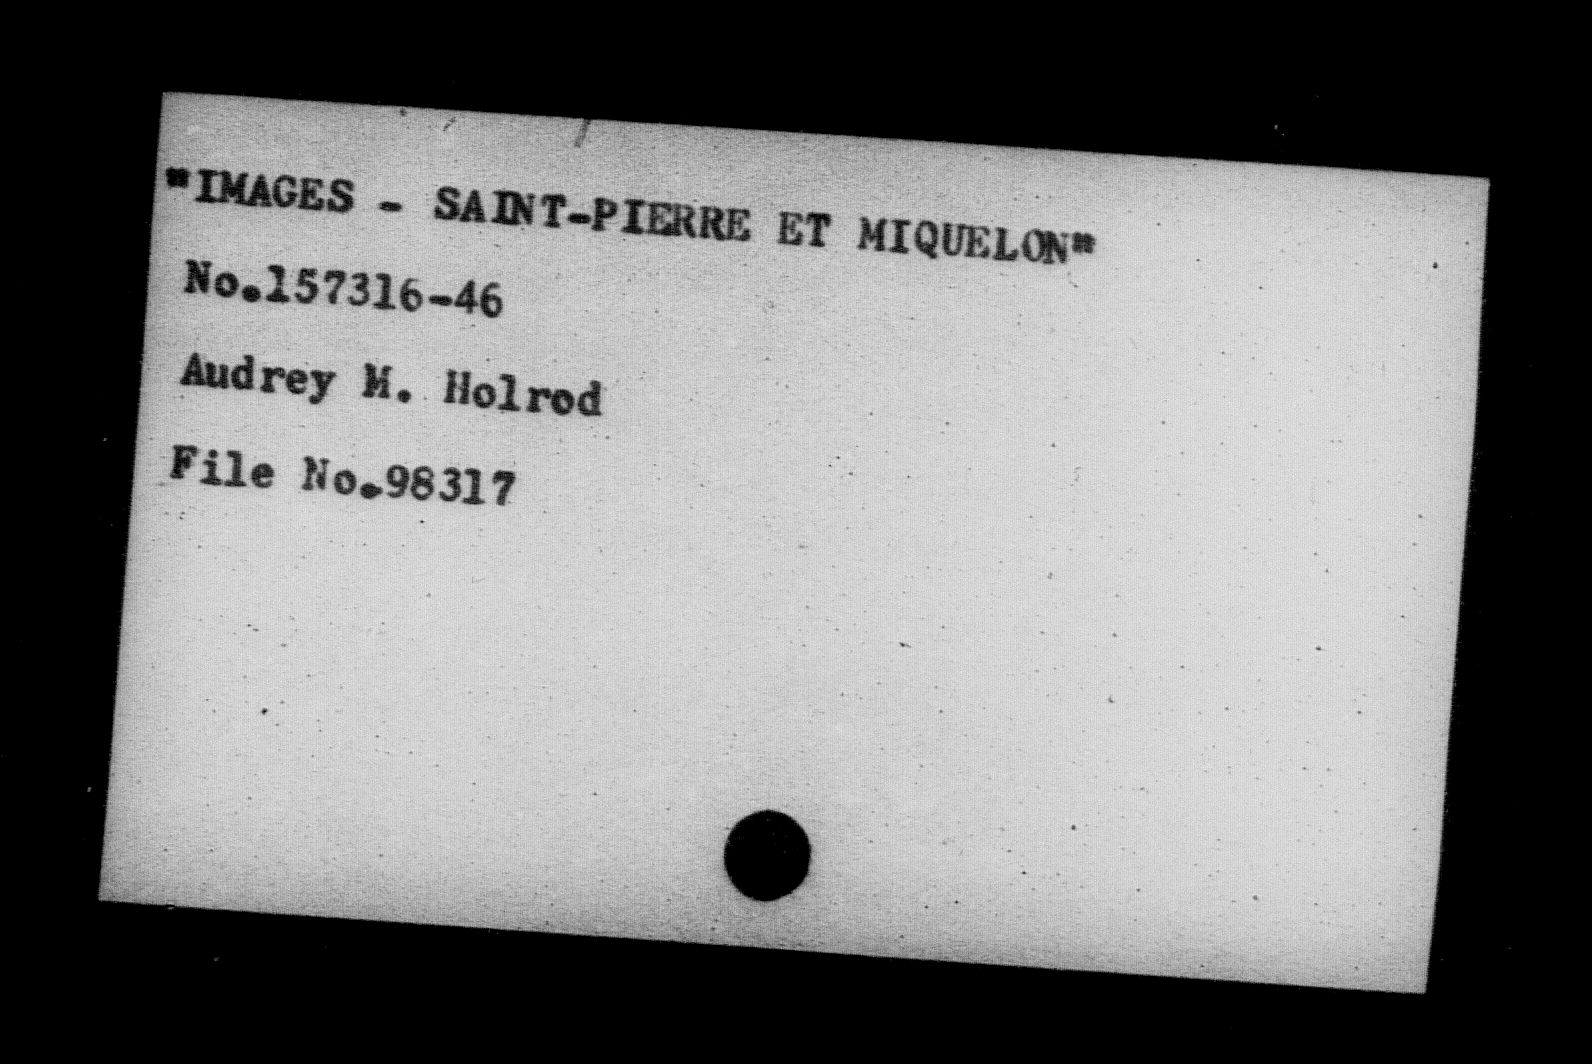 "IMAGES - SAINT-PIERRE ET MIQUELON"
No.157316-46
Audrey M. Holrod
File No.98317